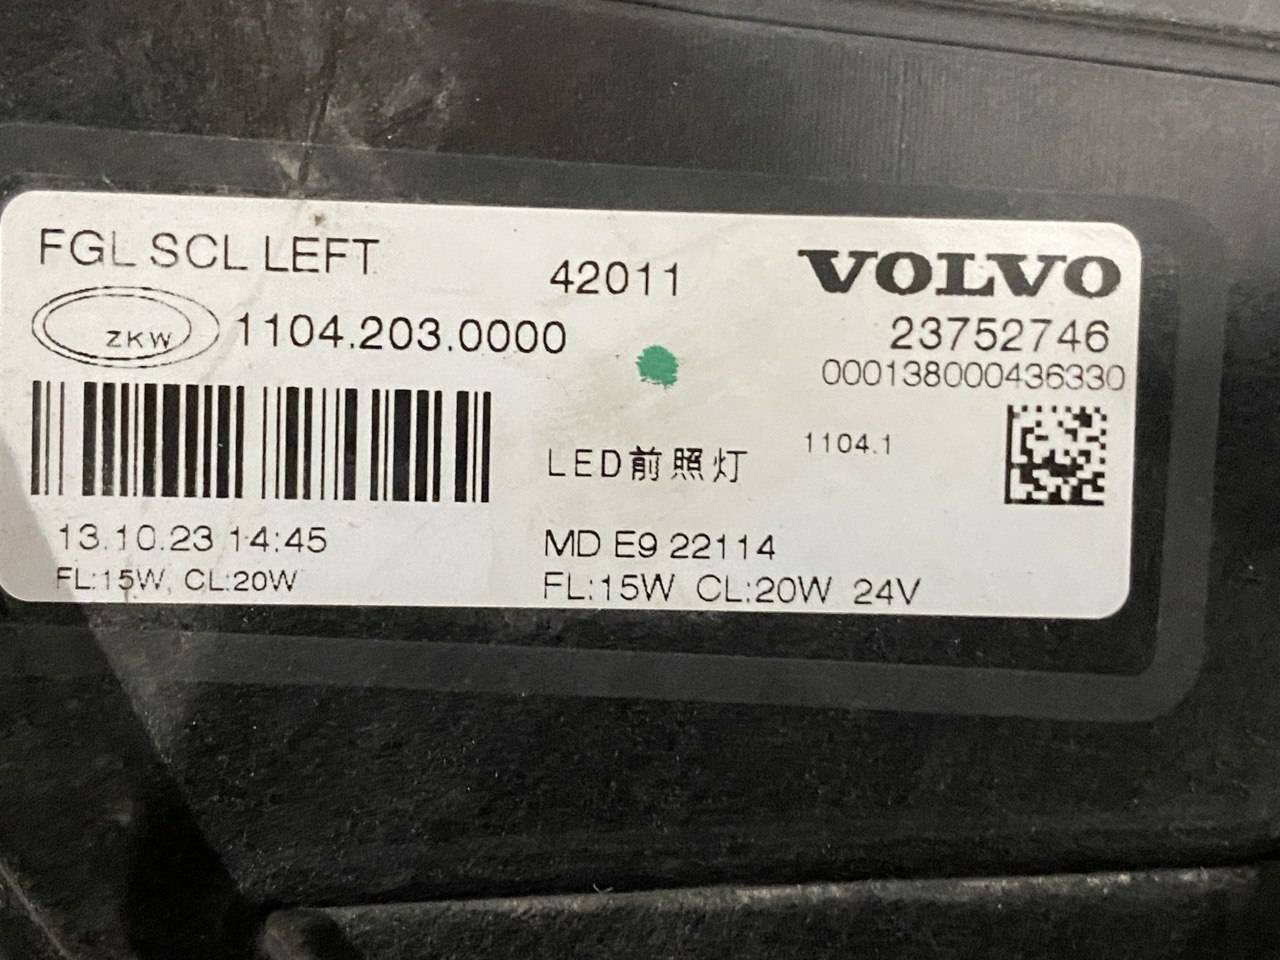 FGL SCL LEFT
42011
VOLVO
ZKW
1104.203.0000
23752746
000138000436330
LED前照灯
1104.1
13.10.23 14:45
MD E9 22114
FL:15W, CL:20W
FL:15W CL:20W 24V